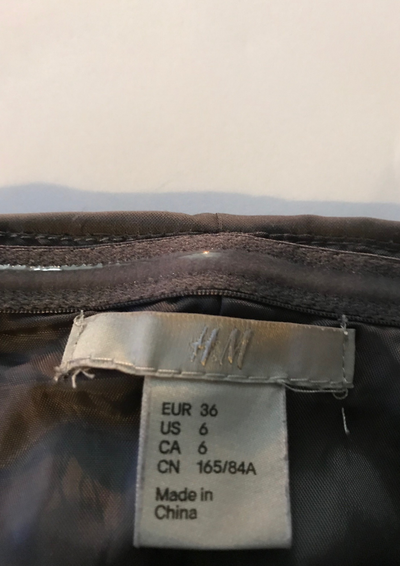 H&M
EUR 36
US 6
CA 6
CN 165/84A
Made in
China